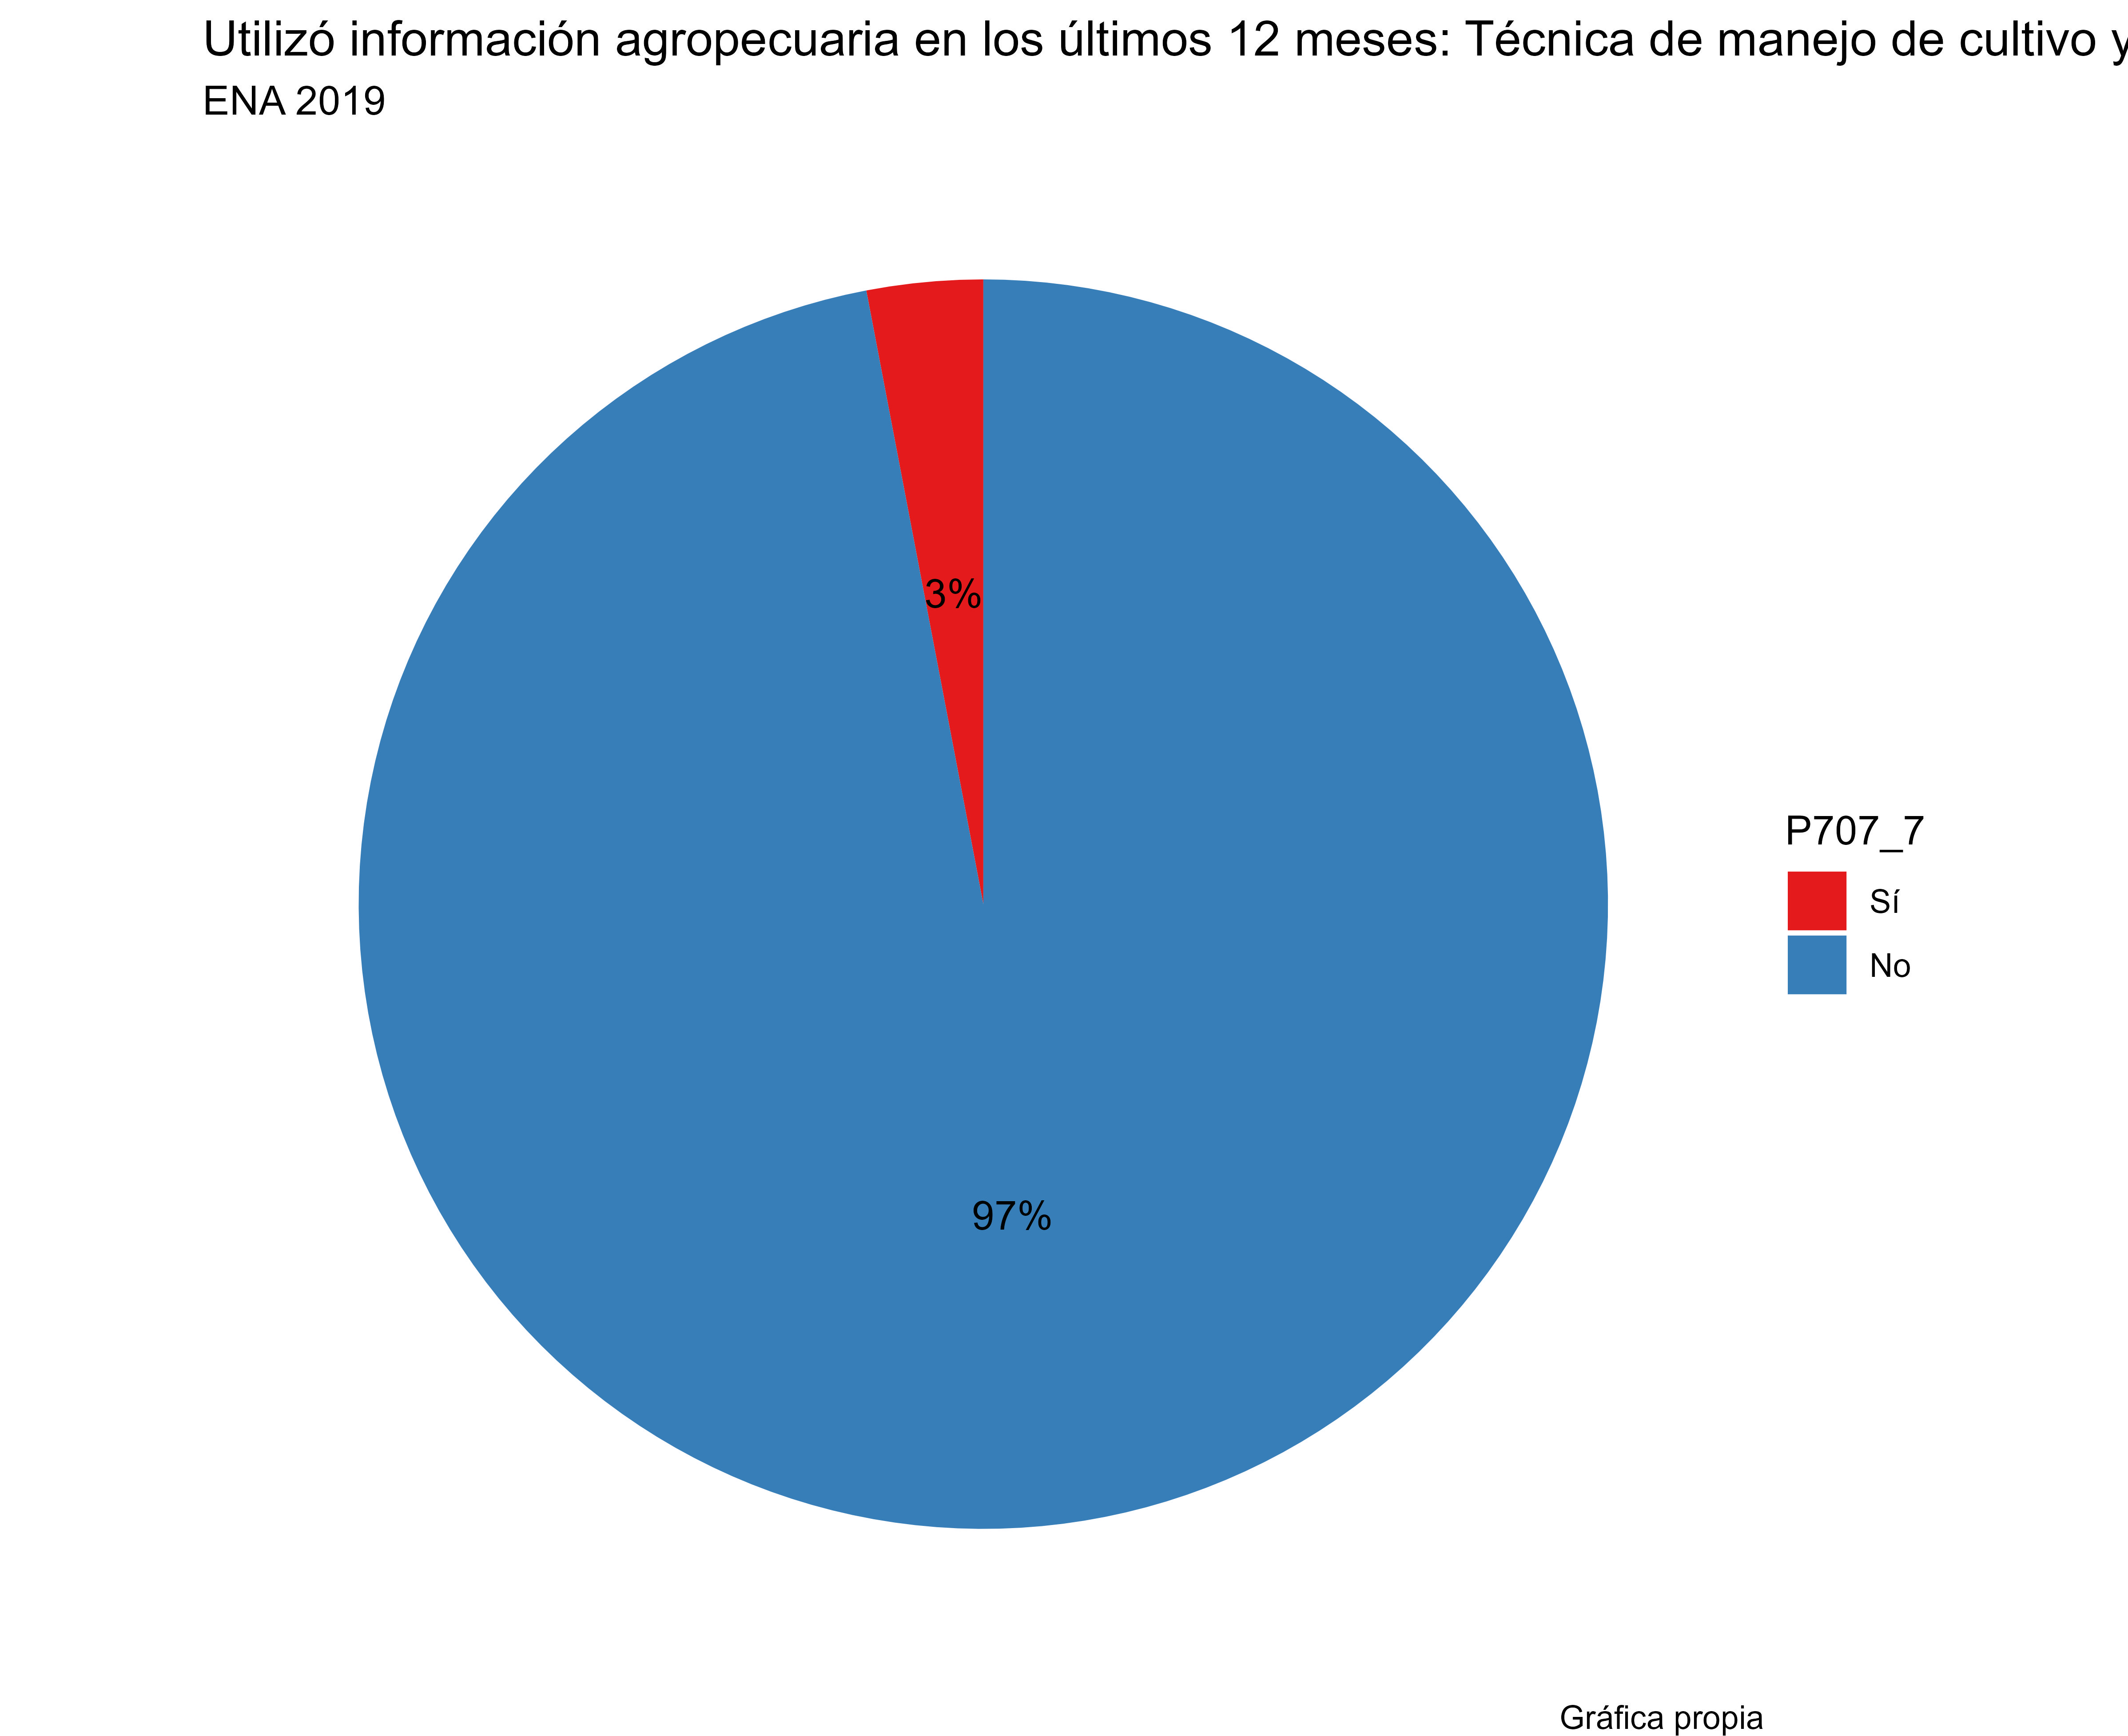 Utilizó información agropecuaria en los últimos 12 meses: Técnica de manejo de cultivo y
ENA 2019
3%
P707_7
Sí
No
97%
Gráfica propia